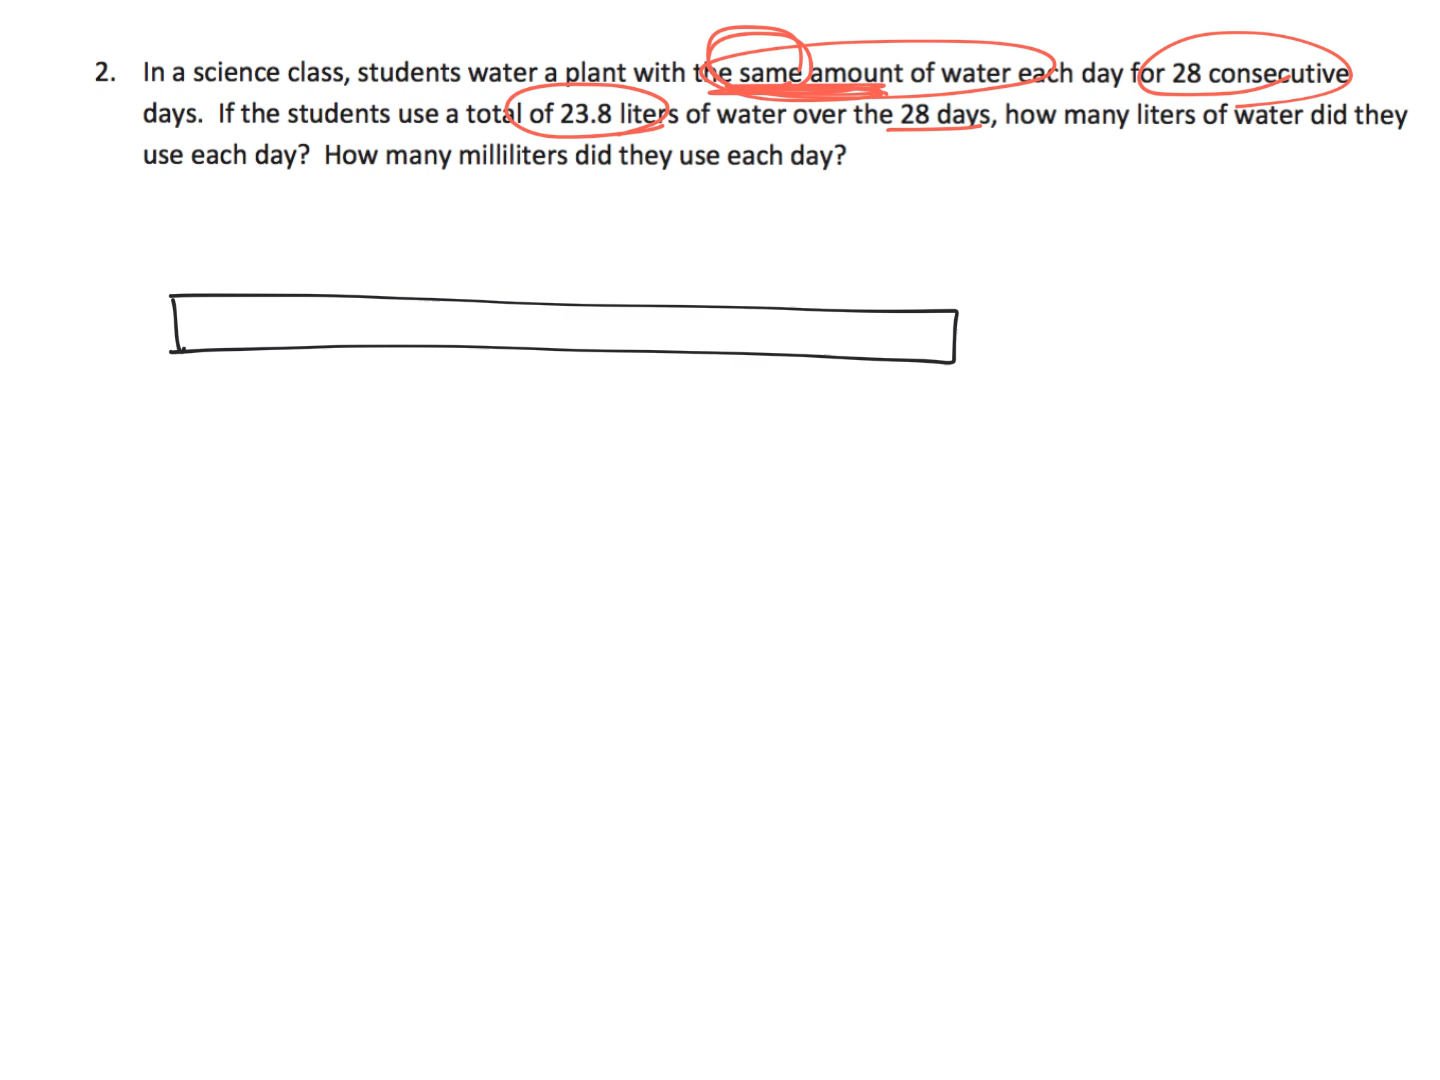 2. In a science class, students water a plant with the same amount of water each day for 28 consecutive
days. If the students use a total of 23.8 liters of water over the 28 days, how many liters of water did they
use each day? How many milliliters did they use each day?